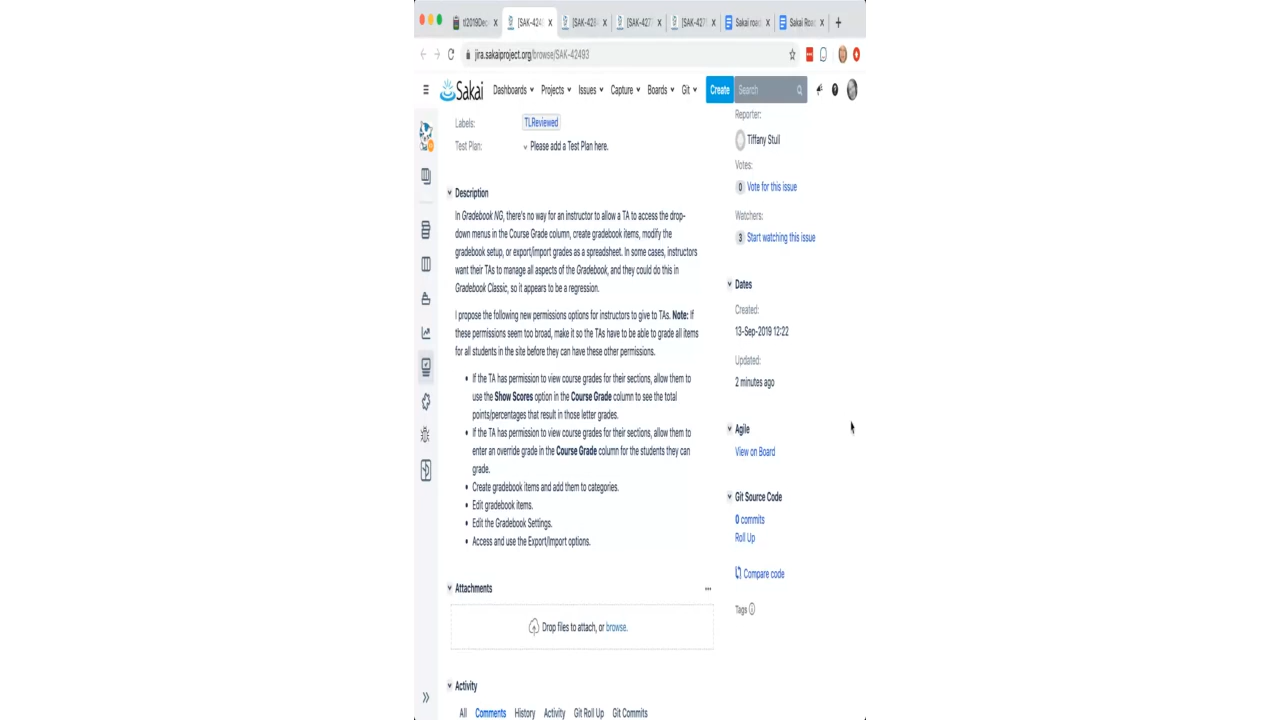 tl2019Dec
[SAK-424
[SAK-428
[SAK-427
[SAK-427
Sakai road
Sakai Roa
jira.sakaiproject.org/browse/SAK-42493
Sakai
Dashboards
Projects
Issues
Capture
Boards
Git
Create
Search
Labels:
TLReviewed
Test Plan:
Please add a Test Plan here.
Description
In Gradebook NG, there's no way for an instructor to allow a TA to access the drop-
down menus in the Course Grade column, create gradebook items, modify the
gradebook setup, or export/import grades as a spreadsheet. In some cases, instructors
want their TAs to manage all aspects of the Gradebook, and they could do this in
Gradebook Classic, so it appears to be a regression.
I propose the following new permissions options for instructors to give to TAs. Note: If
these permissions seem too broad, make it so the TAs have to be able to grade all items
for all students in the site before they can have these other permissions.
• If the TA has permission to view course grades for their sections, allow them to
use the Show Scores option in the Course Grade column to see the total
points/percentages that result in those letter grades.
• If the TA has permission to view course grades for their sections, allow them to
enter an override grade in the Course Grade column for the students they can
grade.
• Create gradebook items and add them to categories.
• Edit gradebook items.
• Edit the Gradebook Settings.
• Access and use the Export/Import options.
Attachments
Drop files to attach, or browse.
Activity
All Comments History Activity Git Roll Up Git Commits
Reporter:
Tiffany Stull
Votes:
0 Vote for this issue
Watchers:
3 Start watching this issue
Dates
Created:
13-Sep-2019 12:22
Updated:
2 minutes ago
Agile
View on Board
Git Source Code
0 commits
Roll Up
Compare code
Tags